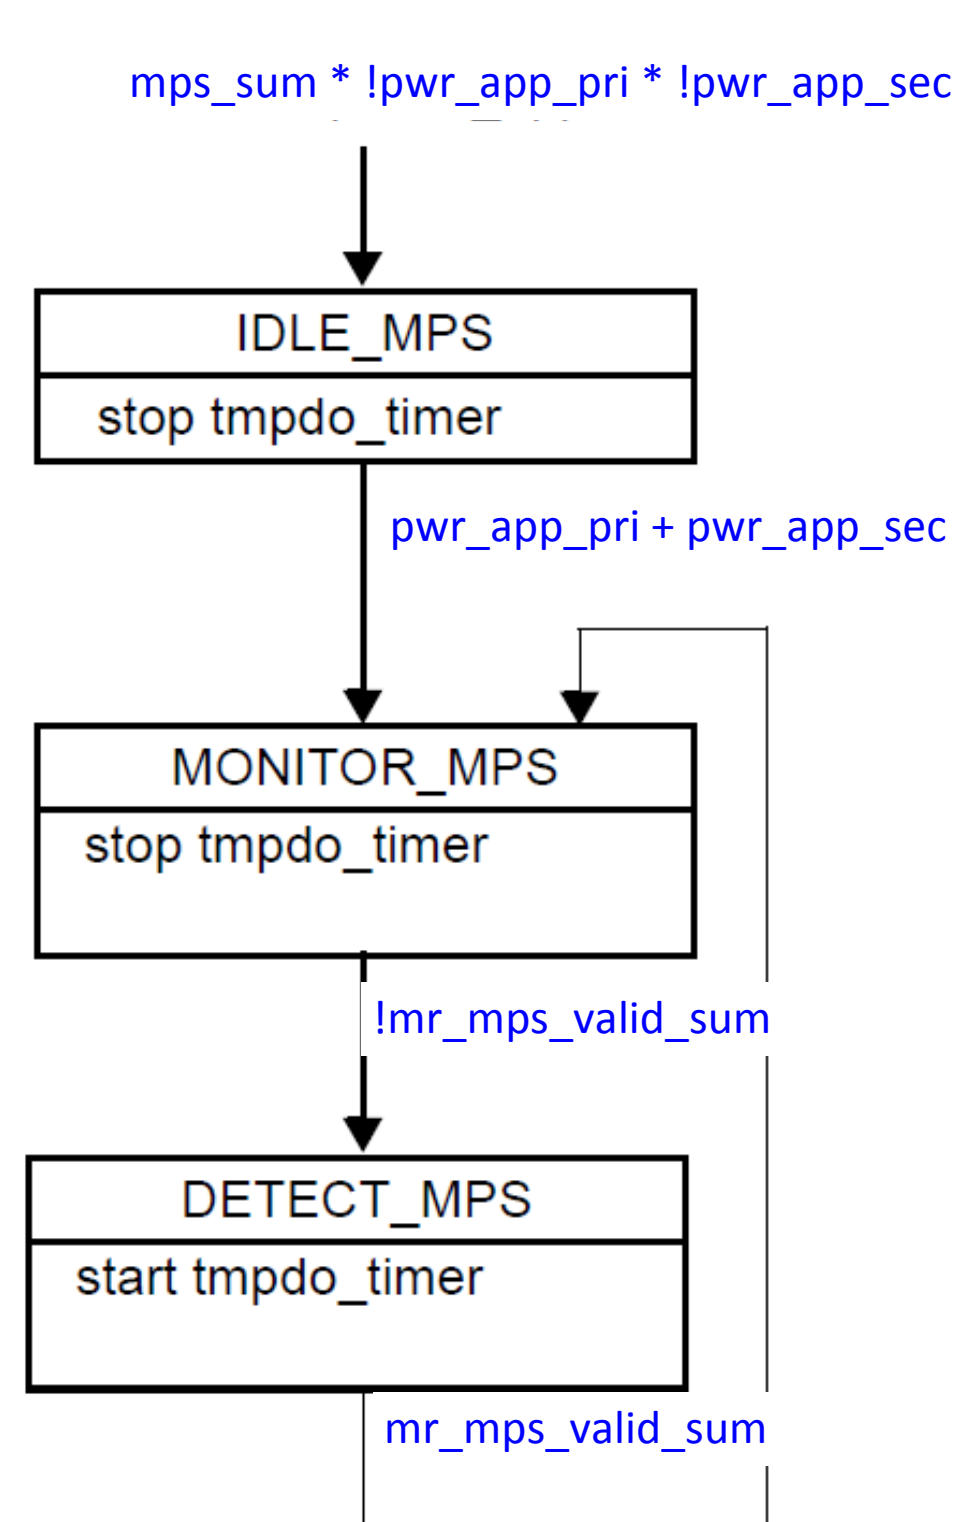 mps_sum * !pwr_app_pri * !pwr_app_sec
IDLE_MPS
stop tmpdo_timer
pwr_app_pri + pwr_app_sec
MONITOR_MPS
stop tmpdo_timer
!mr_mps_valid_sum
DETECT_MPS
start tmpdo_timer
mr_mps_valid_sum